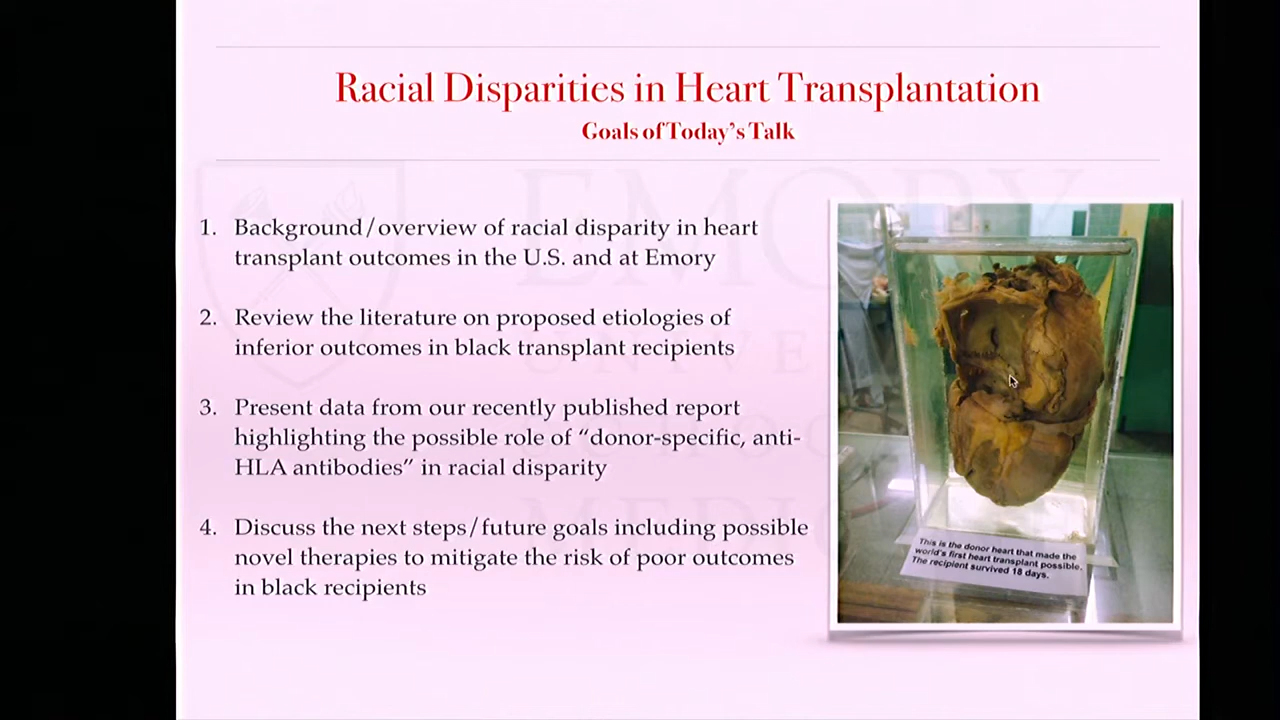 Racial Disparities in Heart Transplantation
Goals of Today's Talk
1. Background/overview of racial disparity in heart
transplant outcomes in the U.S. and at Emory
2. Review the literature on proposed etiologies of
inferior outcomes in black transplant recipients
3. Present data from our recently published report
highlighting the possible role of “donor-specific, anti-
HLA antibodies” in racial disparity
4. Discuss the next steps/future goals including possible
novel therapies to mitigate the risk of poor outcomes
in black recipients
EMORY
UNIVE
SCHOO
MEDI
This is the donor heart that made the
world's first heart transplant possible.
The recipient survived 18 days.